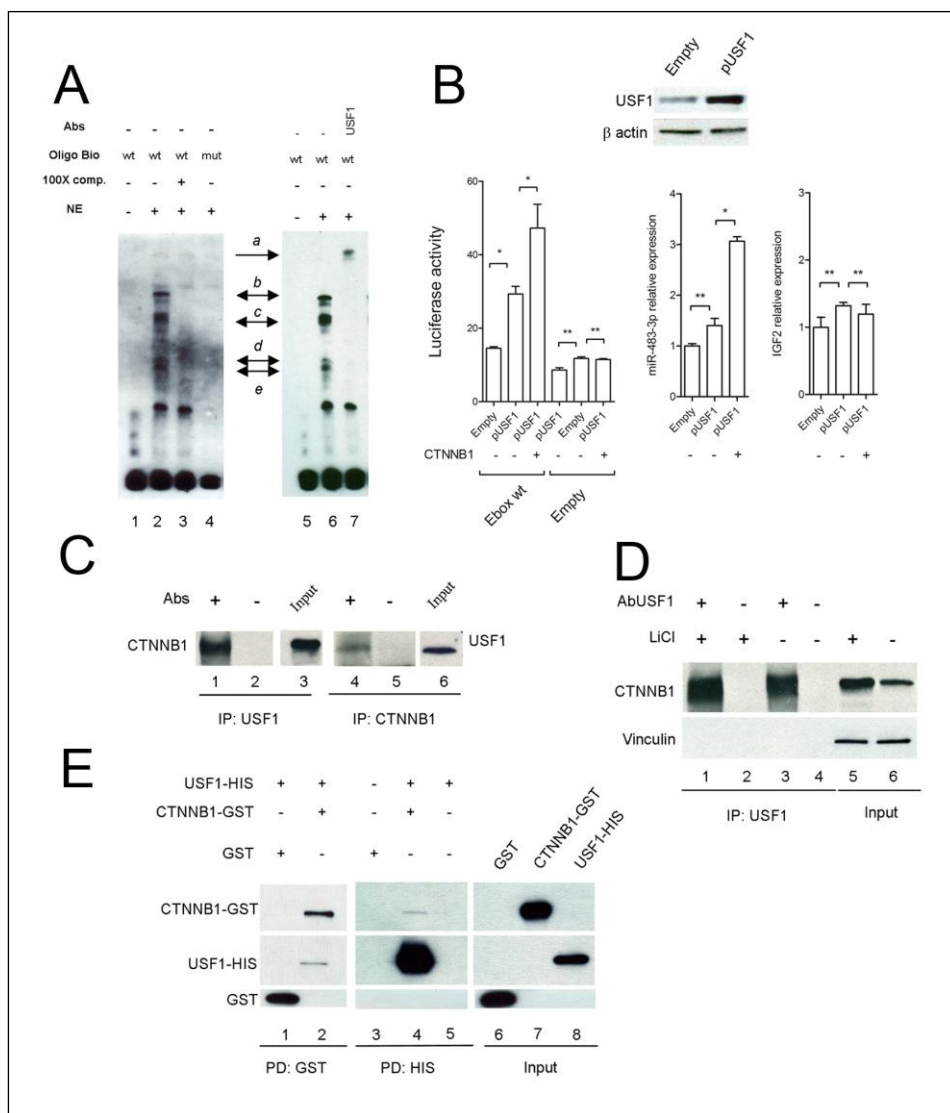 A
Abs - - - - - - USF1
Oligo Bio wt wt wt mut wt wt wt
100X comp. - - + - - - -
NE - + + + - + +
a
b
c
d
e
1 2 3 4 5 6 7
B
Empty pUSF1
USF1
β actin
Luciferase activity
60
40
20
0
* * ** **
Empty pUSF1 pUSF1 pUSF1 Empty pUSF1
CTNNB1 - - + - - +
Ebox wt Empty
miR-483-3p relative expression
4
3
2
1
0
** *
Empty pUSF1 pUSF1
- - +
IGF2 relative expression
3
2
1
0
** **
Empty pUSF1 pUSF1
- - +
C
Abs + - Input + - Input
CTNNB1 USF1
1 2 3 4 5 6
IP: USF1 IP: CTNNB1
D
AbUSF1 + - + -
LiCl + + - - + -
CTNNB1
Vinculin
1 2 3 4 5 6
IP: USF1 Input
E
USF1-HIS + + - + +
CTNNB1-GST - + - + -
GST + - + - -
GST CTNNB1-GST USF1-HIS
CTNNB1-GST
USF1-HIS
GST
1 2 3 4 5 6 7 8
PD: GST PD: HIS Input